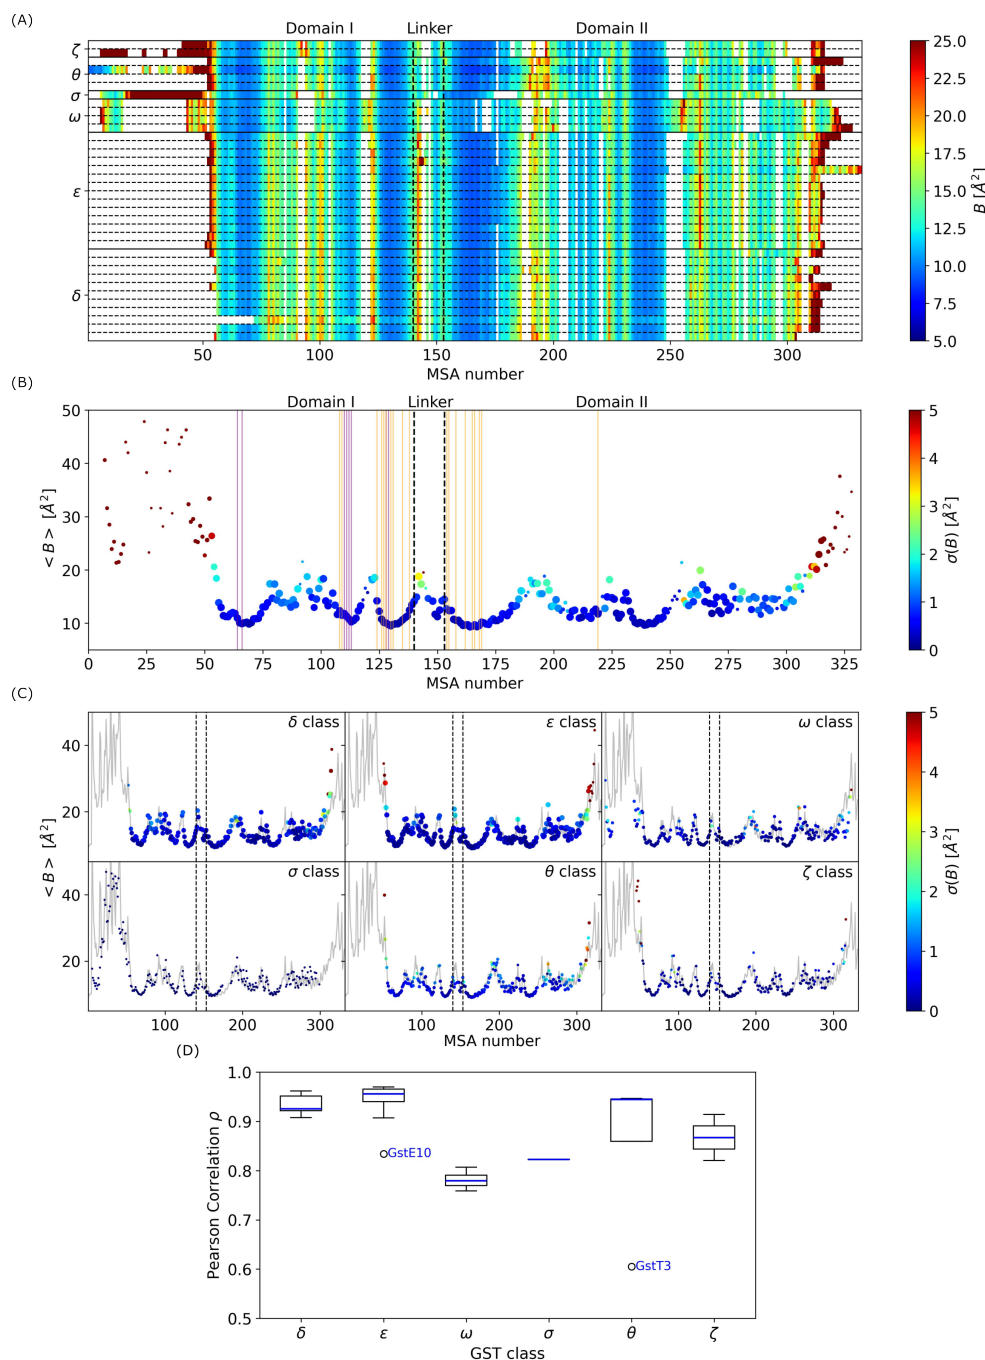 (A)
Domain I Linker Domain II
ζ
θ
σ
ω
ε
δ
50 100 150 200 250 300
MSA number
25.0
22.5
20.0
17.5
15.0
12.5
10.0
7.5
5.0
B [Å²]
(B)
Domain I Linker Domain II
50
40
30
20
10
<B> [Å²]
0 25 50 75 100 125 150 175 200 225 250 275 300 325
MSA number
5
4
3
2
1
0
σ(B) [Å²]
(C)
δ class ε class ω class
40
20
σ class θ class ζ class
40
20
<B> [Å²]
100 200 300 100 200 300 100 200 300
MSA number
5
4
3
2
1
0
σ(B) [Å²]
(D)
1.0
0.9
0.8
0.7
0.6
0.5
Pearson Correlation ρ
GstE10
GstT3
δ ε ω σ θ ζ
GST class